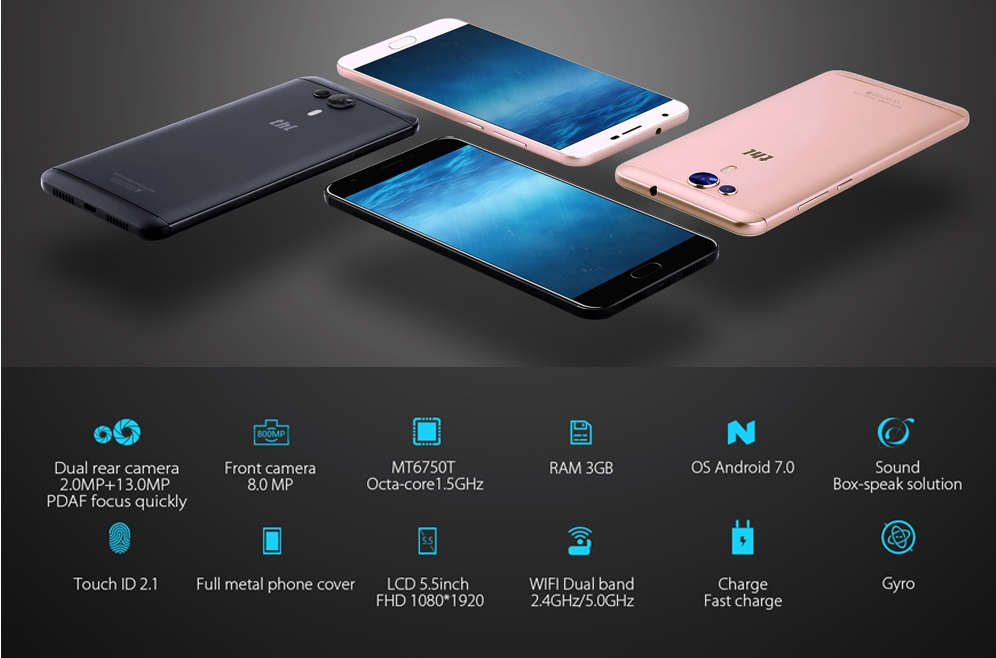 thl
thl
Dual rear camera
2.0MP+13.0MP
PDAF focus quickly
800MP
Front camera
8.0 MP
MT6750T
Octa-core1.5GHz
RAM 3GB
OS Android 7.0
Sound
Box-speak solution
Touch ID 2.1
Full metal phone cover
5.5
LCD 5.5inch
FHD 1080*1920
WIFI Dual band
2.4GHz/5.0GHz
Charge
Fast charge
Gyro